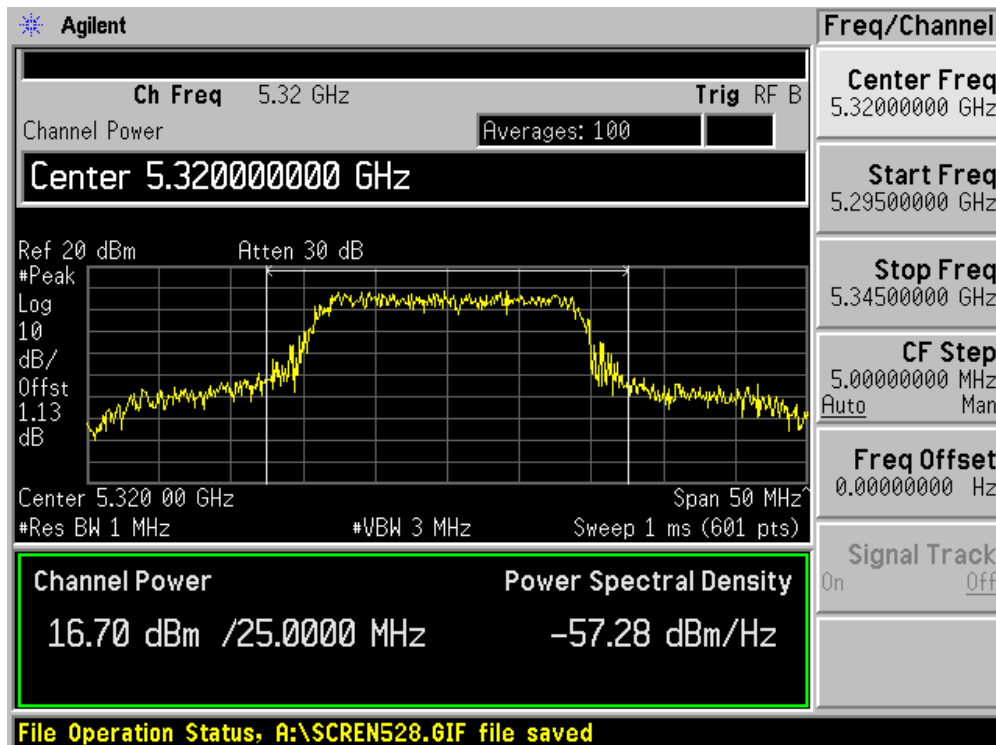 Agilent
Freq/Channel
Ch Freq 5.32 GHz Trig RF B
Channel Power Averages: 100
Center 5.320000000 GHz
Ref 20 dBm Atten 30 dB
#Peak
Log
10
dB/
Offst
1.13
dB
Center 5.320 00 GHz Span 50 MHz^
#Res BW 1 MHz #VBW 3 MHz Sweep 1 ms (601 pts)
Channel Power Power Spectral Density
16.70 dBm /25.0000 MHz -57.28 dBm/Hz
File Operation Status, A:\SCREN528.GIF file saved
Center Freq
5.32000000 GHz
Start Freq
5.29500000 GHz
Stop Freq
5.34500000 GHz
CF Step
5.00000000 MHz
Auto Man
Freq Offset
0.00000000 Hz
Signal Track
On Off